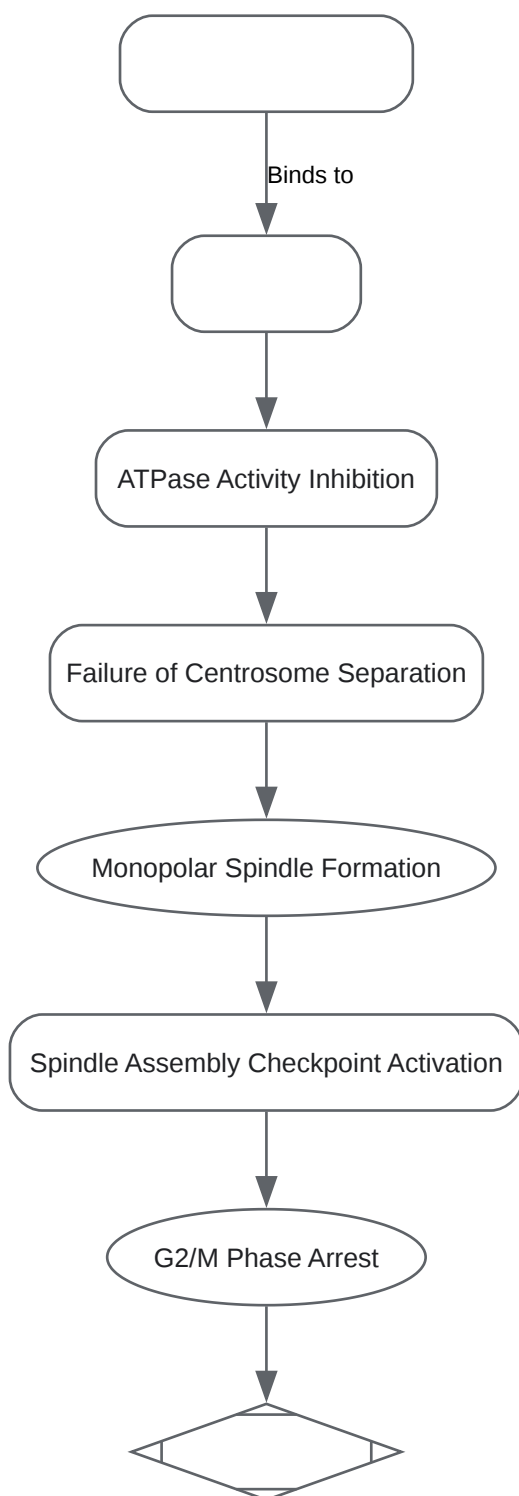 Binds to
ATPase Activity Inhibition
Failure of Centrosome Separation
Monopolar Spindle Formation
Spindle Assembly Checkpoint Activation
G2/M Phase Arrest